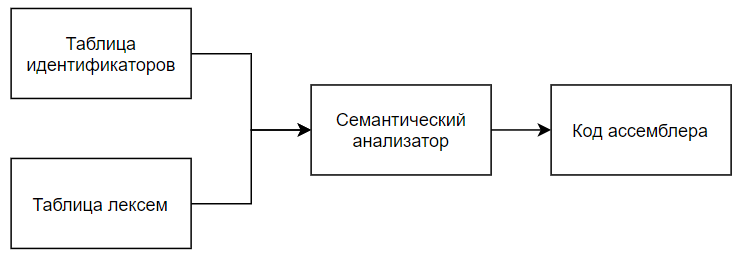 Таблица
идентификаторов
Семантический
анализатор
Код ассемблера
Таблица лексем